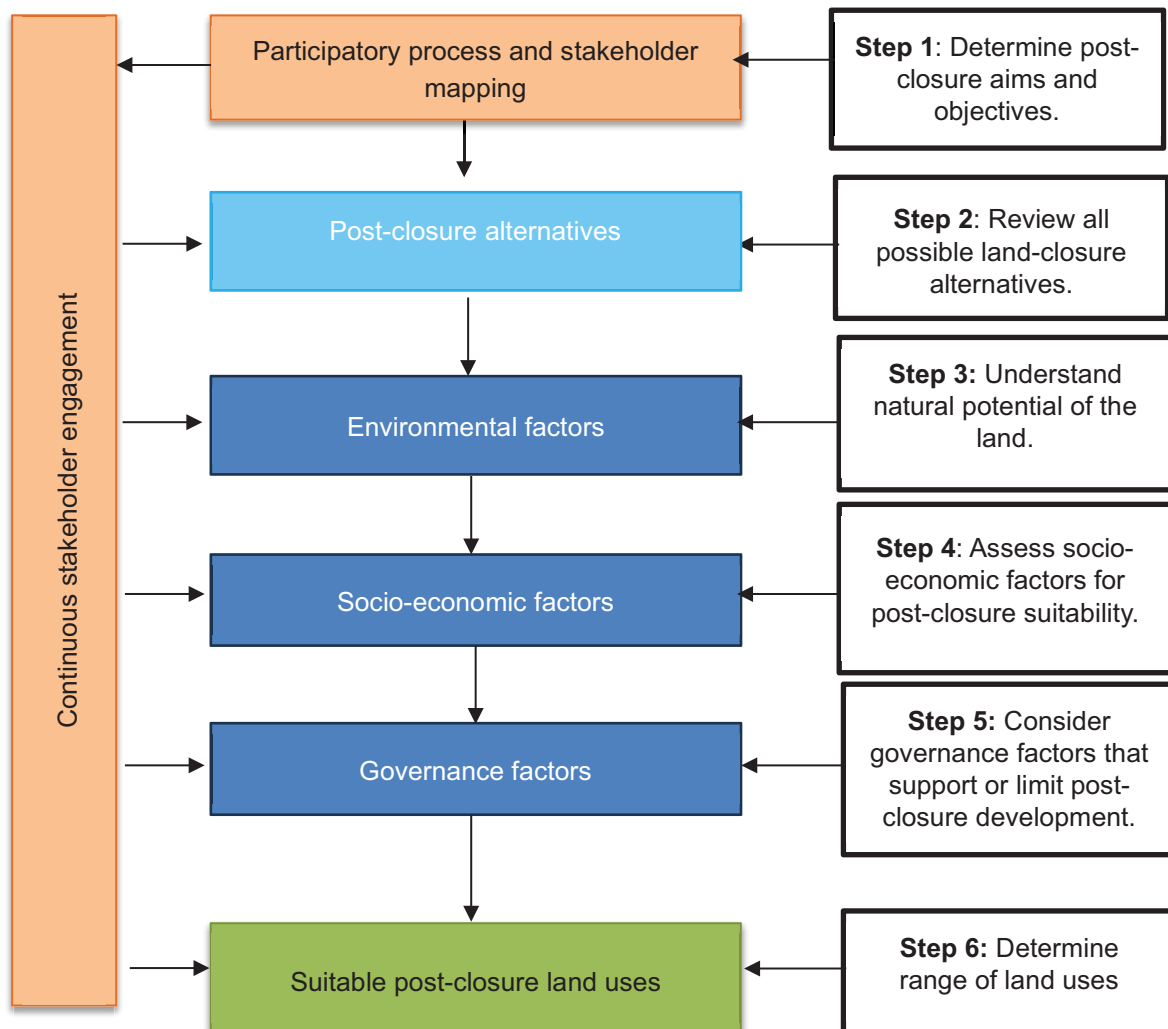 Continuous stakeholder engagement
Participatory process and stakeholder
mapping
Step 1: Determine post-
closure aims and
objectives.
Post-closure alternatives
Step 2: Review all
possible land-closure
alternatives.
Environmental factors
Step 3: Understand
natural potential of the
land.
Socio-economic factors
Step 4: Assess socio-
economic factors for
post-closure suitability.
Governance factors
Step 5: Consider
governance factors that
support or limit post-
closure development.
Suitable post-closure land uses
Step 6: Determine
range of land uses